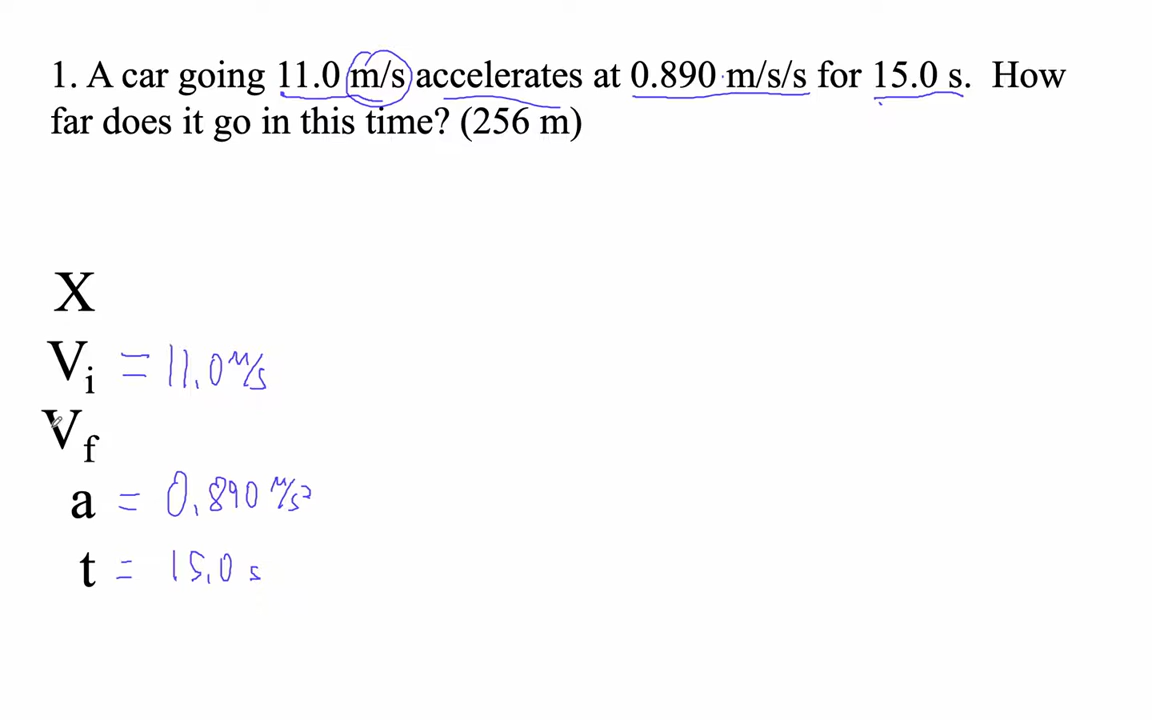 1. A car going 11.0 m/s accelerates at 0.890 m/s/s for 15.0 s. How
far does it go in this time? (256 m)
X
Vi = 11.0 m/s
Vf
a = 0.890 m/s²
t = 15.0 s